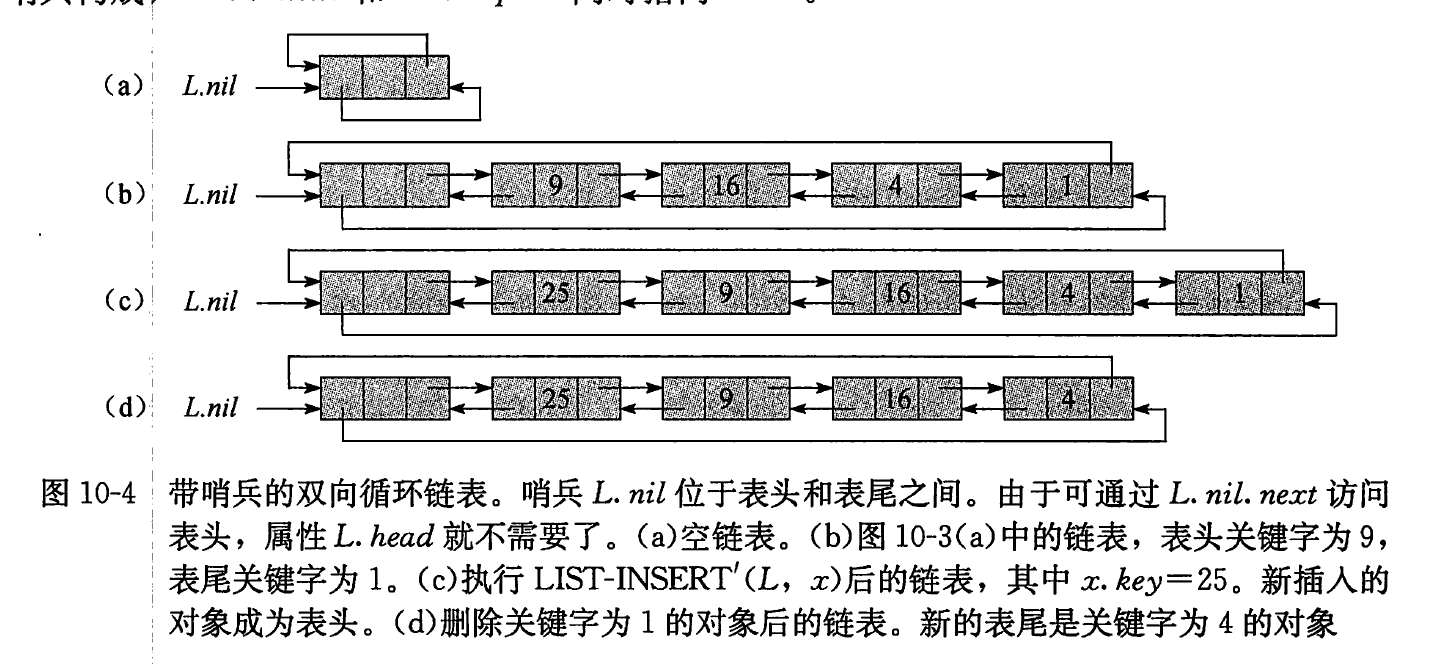 (a) L.nil
(b) L.nil 9 16 4 1
(c) L.nil 25 9 16 4 1
(d) L.nil 25 9 16 4
图 10-4 带哨兵的双向循环链表。哨兵 L. nil 位于表头和表尾之间。由于可通过 L. nil. next 访问
表头，属性 L. head 就不需要了。(a)空链表。(b)图 10-3(a)中的链表，表头关键字为 9，
表尾关键字为 1。(c)执行 LIST-INSERT′(L，x)后的链表，其中 x. key=25。新插入的
对象成为表头。(d)删除关键字为 1 的对象后的链表。新的表尾是关键字为 4 的对象